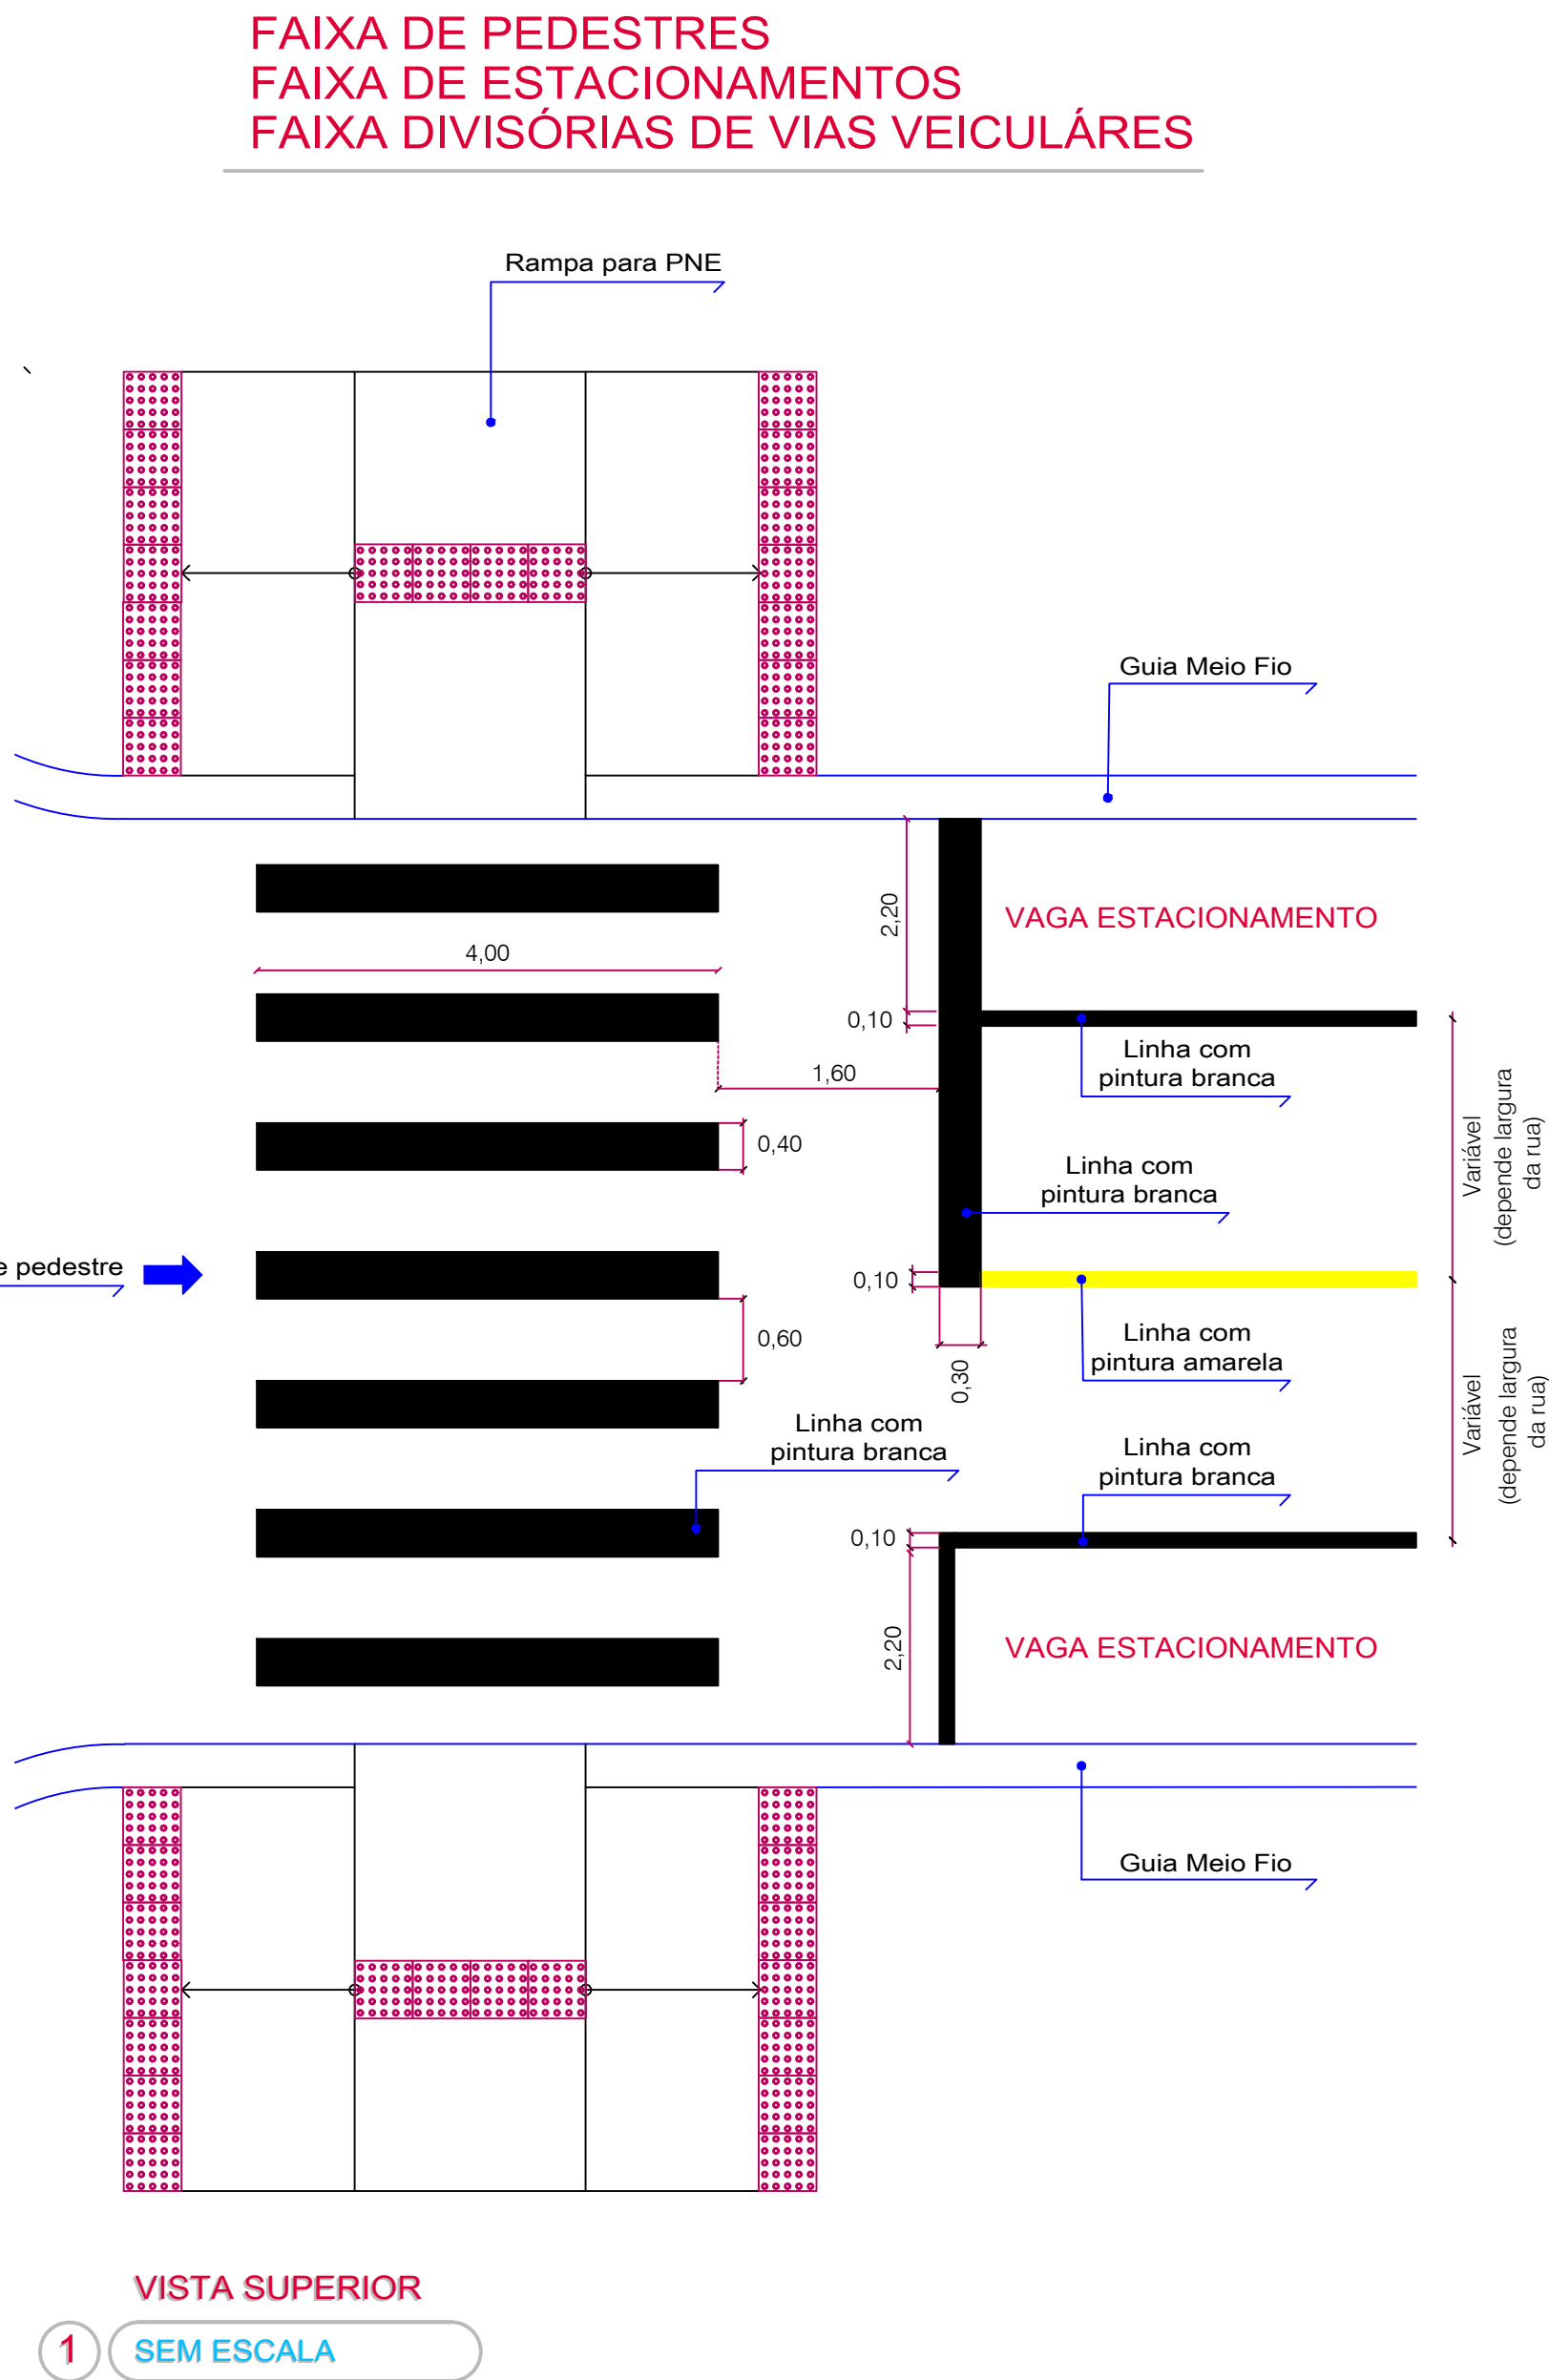 FAIXA DE PEDESTRES
FAIXA DE ESTACIONAMENTOS
FAIXA DIVISÓRIAS DE VIAS VEICULÁRES
Rampa para PNE
Guia Meio Fio
2,20
VAGA ESTACIONAMENTO
4,00
0,10
Linha com
pintura branca
1,60
Variável
(depende largura
da rua)
0,40
Linha com
pintura branca
e pedestre
0,10
0,60
Linha com
pintura amarela
0,30
Variável
(depende largura
da rua)
Linha com
pintura branca
Linha com
pintura branca
0,10
2,20
VAGA ESTACIONAMENTO
Guia Meio Fio
VISTA SUPERIOR
1
SEM ESCALA